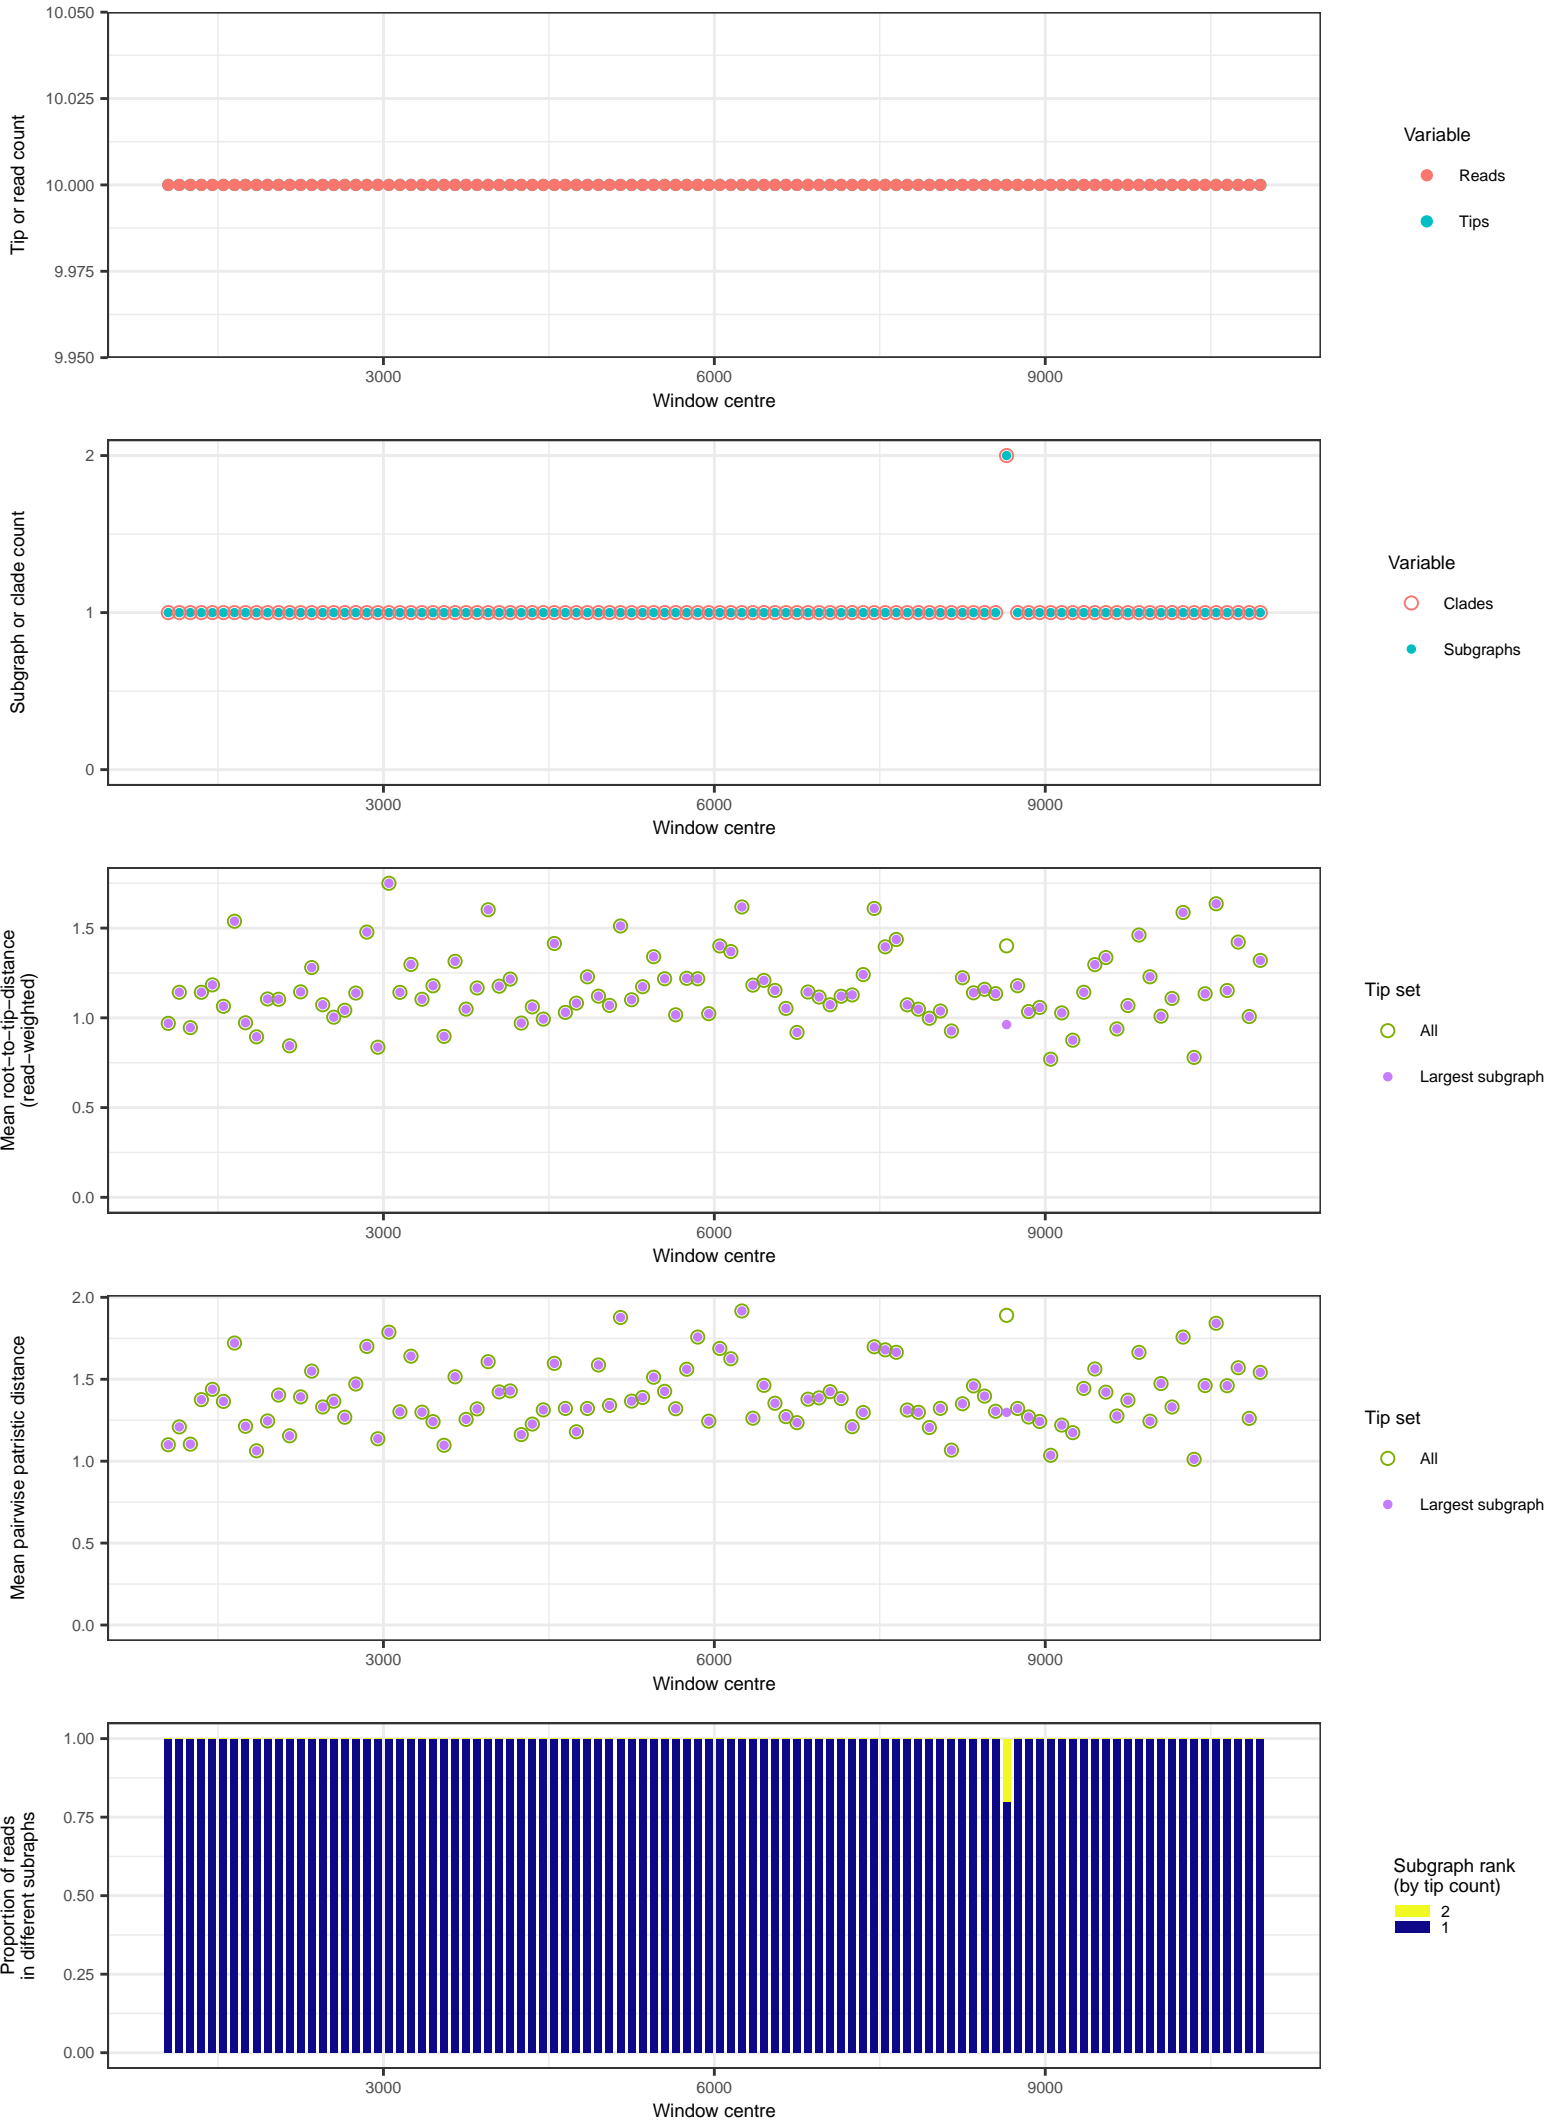 10.050
10.025
10.000
9.975
9.950
Tip or read count
3000
6000
9000
Window centre
Variable
Reads
Tips
2
1
0
Subgraph or clade count
3000
6000
9000
Window centre
Variable
Clades
Subgraphs
1.5
1.0
0.5
0.0
Mean root−to−tip−distance
(read−weighted)
3000
6000
9000
Window centre
Tip set
All
Largest subgraph
2.0
1.5
1.0
0.5
0.0
Mean pairwise patristic distance
3000
6000
9000
Window centre
Tip set
All
Largest subgraph
1.00
0.75
0.50
0.25
0.00
Proportion of reads
in different subraphs
3000
6000
9000
Window centre
Subgraph rank
(by tip count)
2
1